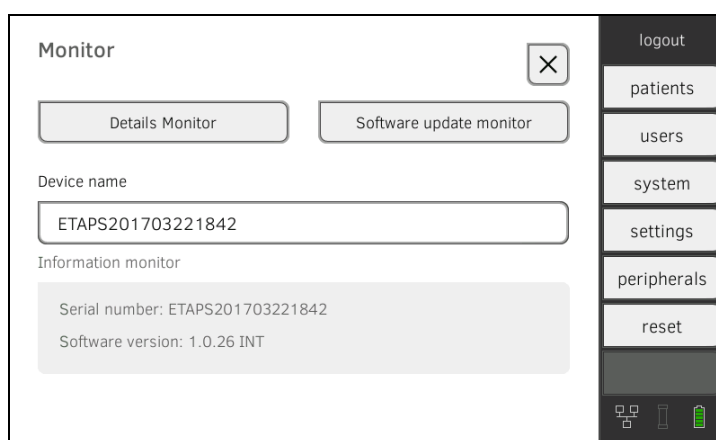 Monitor
Details Monitor
Software update monitor
Device name
ETAPS201703221842
Information monitor
Serial number: ETAPS201703221842
Software version: 1.0.26 INT
logout
patients
users
system
settings
peripherals
reset